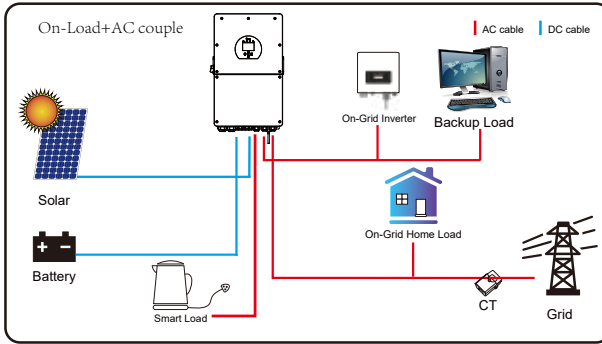 On-Load+AC couple
AC cable
DC cable
On-Grid Inverter
Backup Load
Solar
On-Grid Home Load
Battery
Smart Load
CT
Grid